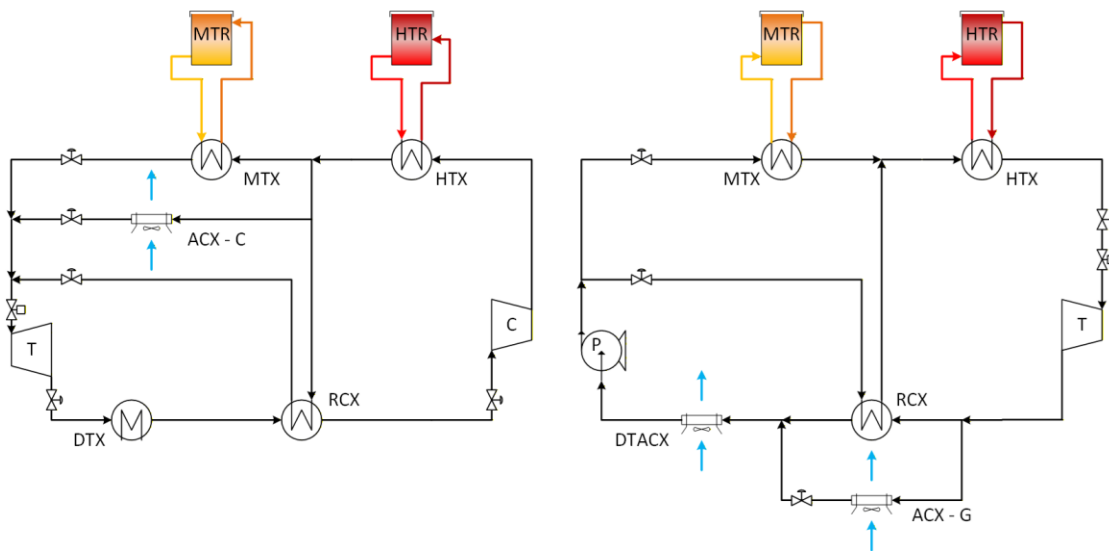 MTR
HTR
MTX
HTX
ACX - C
T
C
RCX
DTX
MTR
HTR
MTX
HTX
T
P
RCX
DTACX
ACX - G